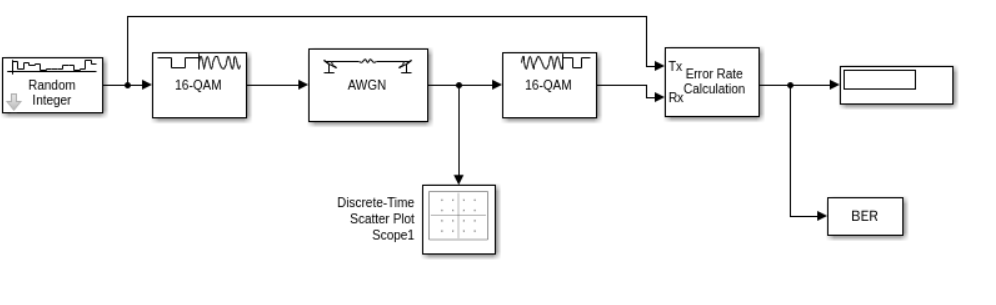 Random
Integer
16-QAM
AWGN
16-QAM
Tx
Rx
Error Rate
Calculation
Discrete-Time
Scatter Plot
Scope1
BER